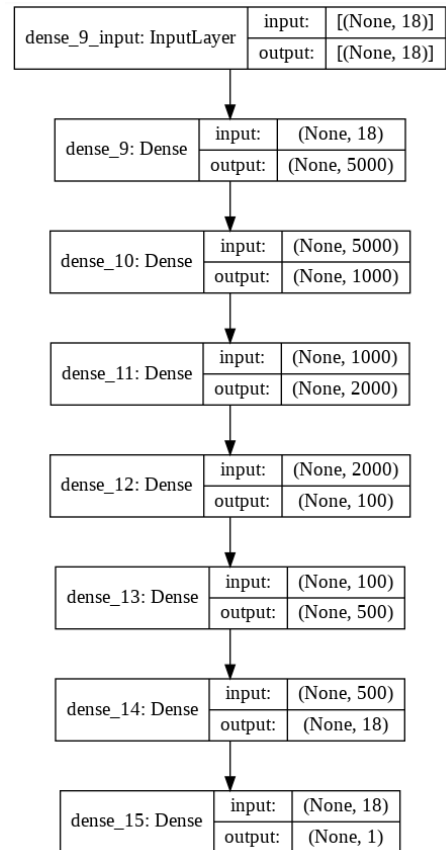 dense_9_input: InputLayer
input: [(None, 18)]
output: [(None, 18)]
dense_9: Dense
input: (None, 18)
output: (None, 5000)
dense_10: Dense
input: (None, 5000)
output: (None, 1000)
dense_11: Dense
input: (None, 1000)
output: (None, 2000)
dense_12: Dense
input: (None, 2000)
output: (None, 100)
dense_13: Dense
input: (None, 100)
output: (None, 500)
dense_14: Dense
input: (None, 500)
output: (None, 18)
dense_15: Dense
input: (None, 18)
output: (None, 1)